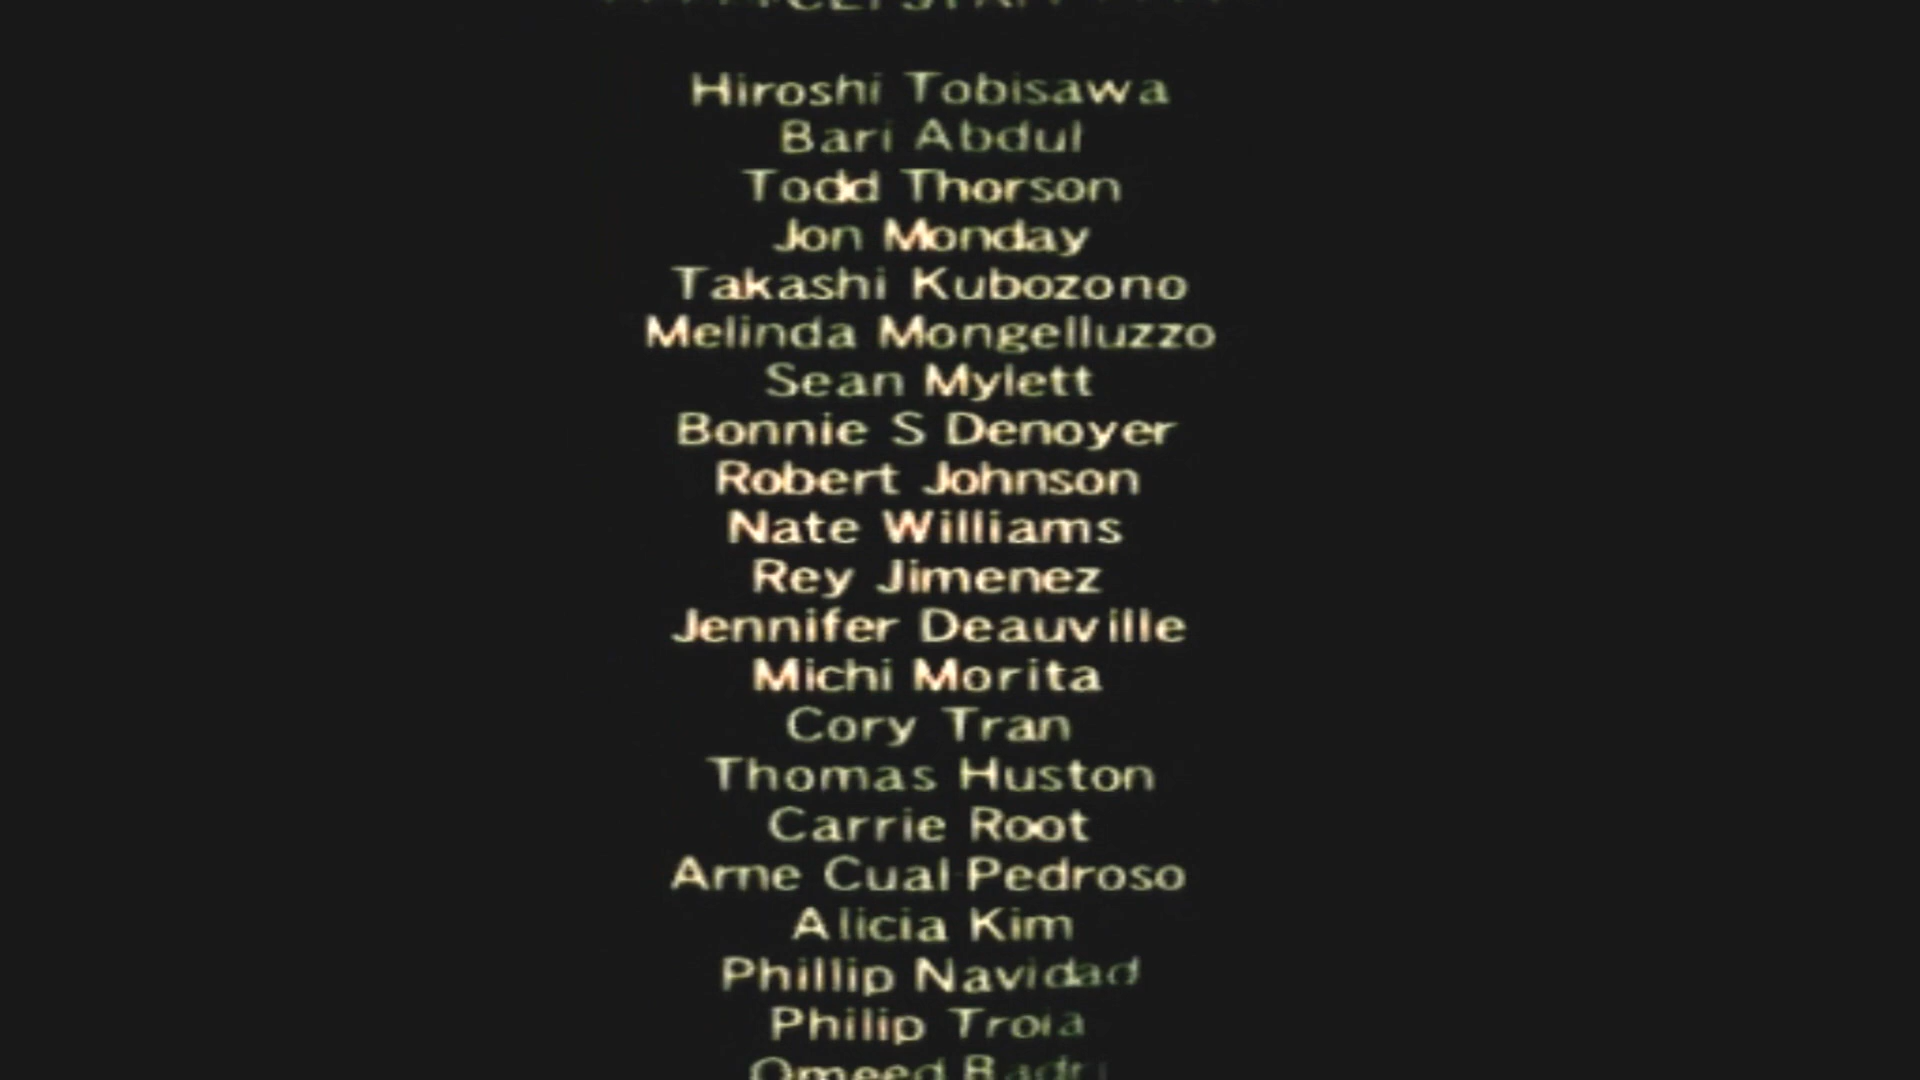 Hiroshi Tobisawa
Bari Abdul
Todd Thorson
Jon Monday
Takashi Kubozono
Melinda Mongelluzzo
Sean Mylett
Bonnie S Denoyer
Robert Johnson
Nate Williams
Rey Jimenez
Jennifer Deauville
Michi Morita
Cory Tran
Thomas Huston
Carrie Root
Arne Cual Pedroso
Alicia Kim
Phillip Navidad
Philip Troia
Omeed Badri